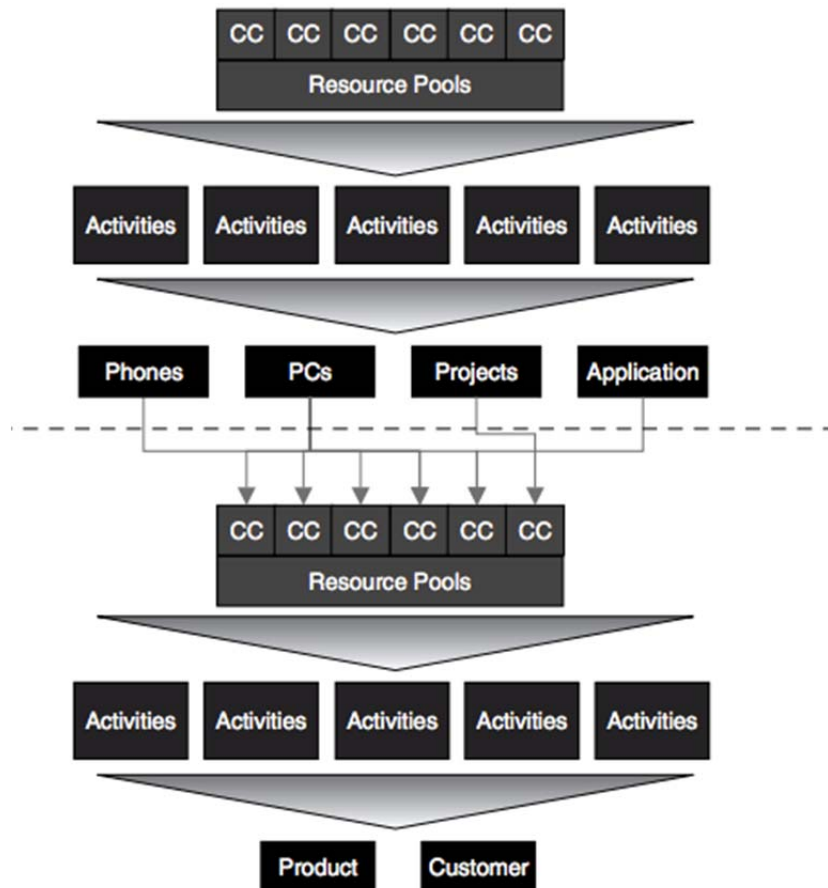 CC CC CC CC CC CC
Resource Pools
Activities Activities Activities Activities Activities
Phones PCs Projects Application
CC CC CC CC CC CC
Resource Pools
Activities Activities Activities Activities Activities
Product Customer